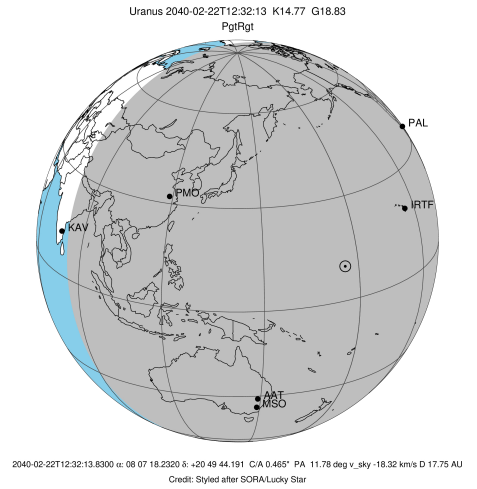 Uranus 2040-02-22T12:32:13 K14.77 G18.83
PgtRgt
PAL
PMO
IRTF
KAV
AAT
MSO
2040-02-22T12:32:13.8300 α: 08 07 18.2320 δ: +20 49 44.191 C/A 0.465" PA 11.78 deg v_sky -18.32 km/s D 17.75 AU
Credit: Styled after SORA/Lucky Star